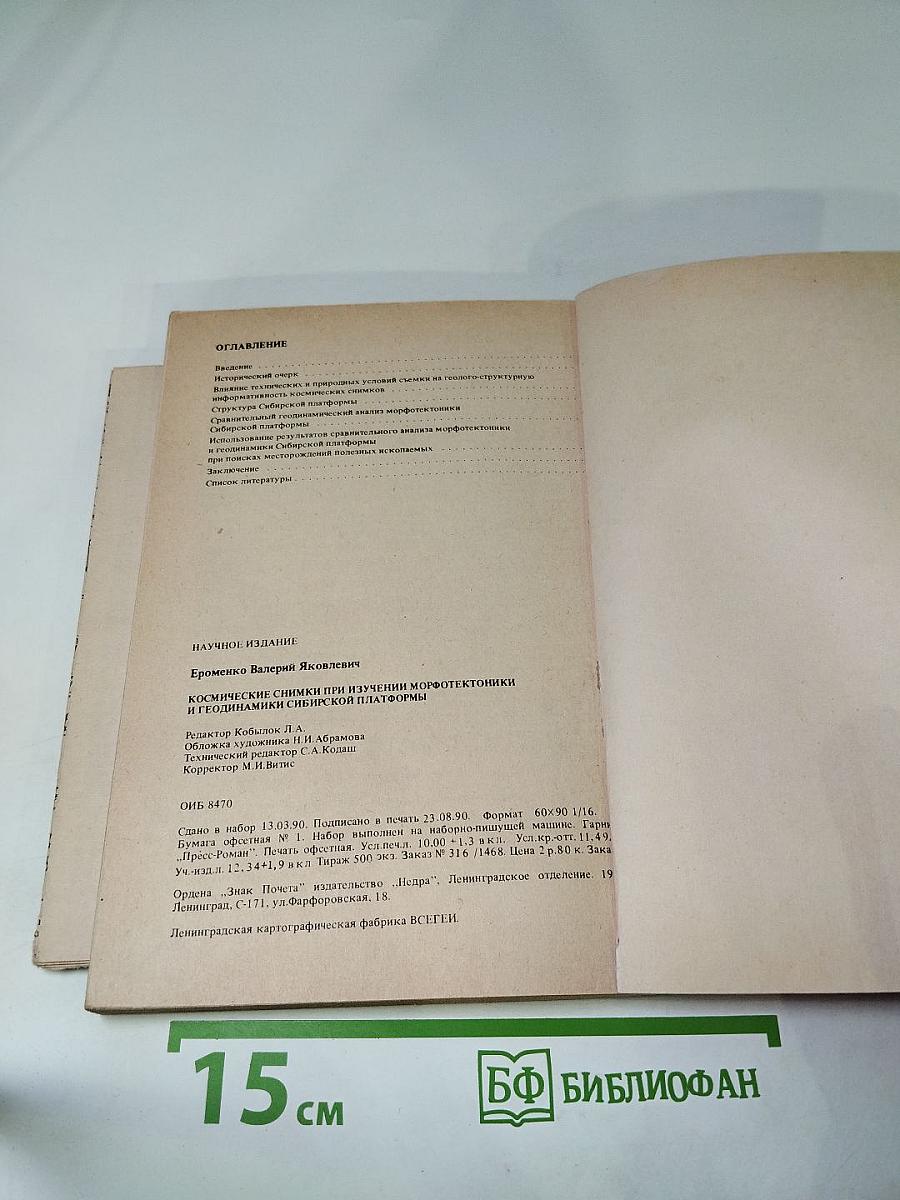 ОГЛАВЛЕНИЕ
Введение
Исторический очерк
Влияние технических и природных условий съемки на геолого-структурную
информативность космических снимков
Структура Сибирской платформы
Сравнительный геодинамический анализ морфотектоники
Сибирской платформы
Использование результатов сравнительного анализа морфотектоники
и геодинамики Сибирской платформы
при поисках месторождений полезных ископаемых
Заключение
Список литературы
НАУЧНОЕ ИЗДАНИЕ
Ероменко Валерий Яковлевич
КОСМИЧЕСКИЕ СНИМКИ ПРИ ИЗУЧЕНИИ МОРФОТЕКТОНИКИ
И ГЕОДИНАМИКИ СИБИРСКОЙ ПЛАТФОРМЫ
Редактор Кобылок Л.А.
Обложка художника Н.И.Абрамова
Технический редактор С.А.Кодаш
Корректор М.И.Витис
ОИБ 8470
Сдано в набор 13.03.90. Подписано в печать 23.08.90. Формат 60×90 1/16.
Бумага офсетная № 1. Набор выполнен на наборно-пишущей машине. Гарни
„Пресс-Роман". Печать офсетная. Усл.печ.л. 10,00 + 1,3 вкл. Усл.кр.-отт. 11,49.
Уч.-изд.л. 12,34+1,9 вкл Тираж 500 экз. Заказ № 316 /1468. Цена 2 р.80 к. Зака
Ордена „Знак Почета" издательство „Недра", Ленинградское отделение. 19
Ленинград, С-171, ул.Фарфоровская, 18.
Ленинградская картографическая фабрика ВСЕГЕИ.
15 см
БФ БИБЛИОФАН